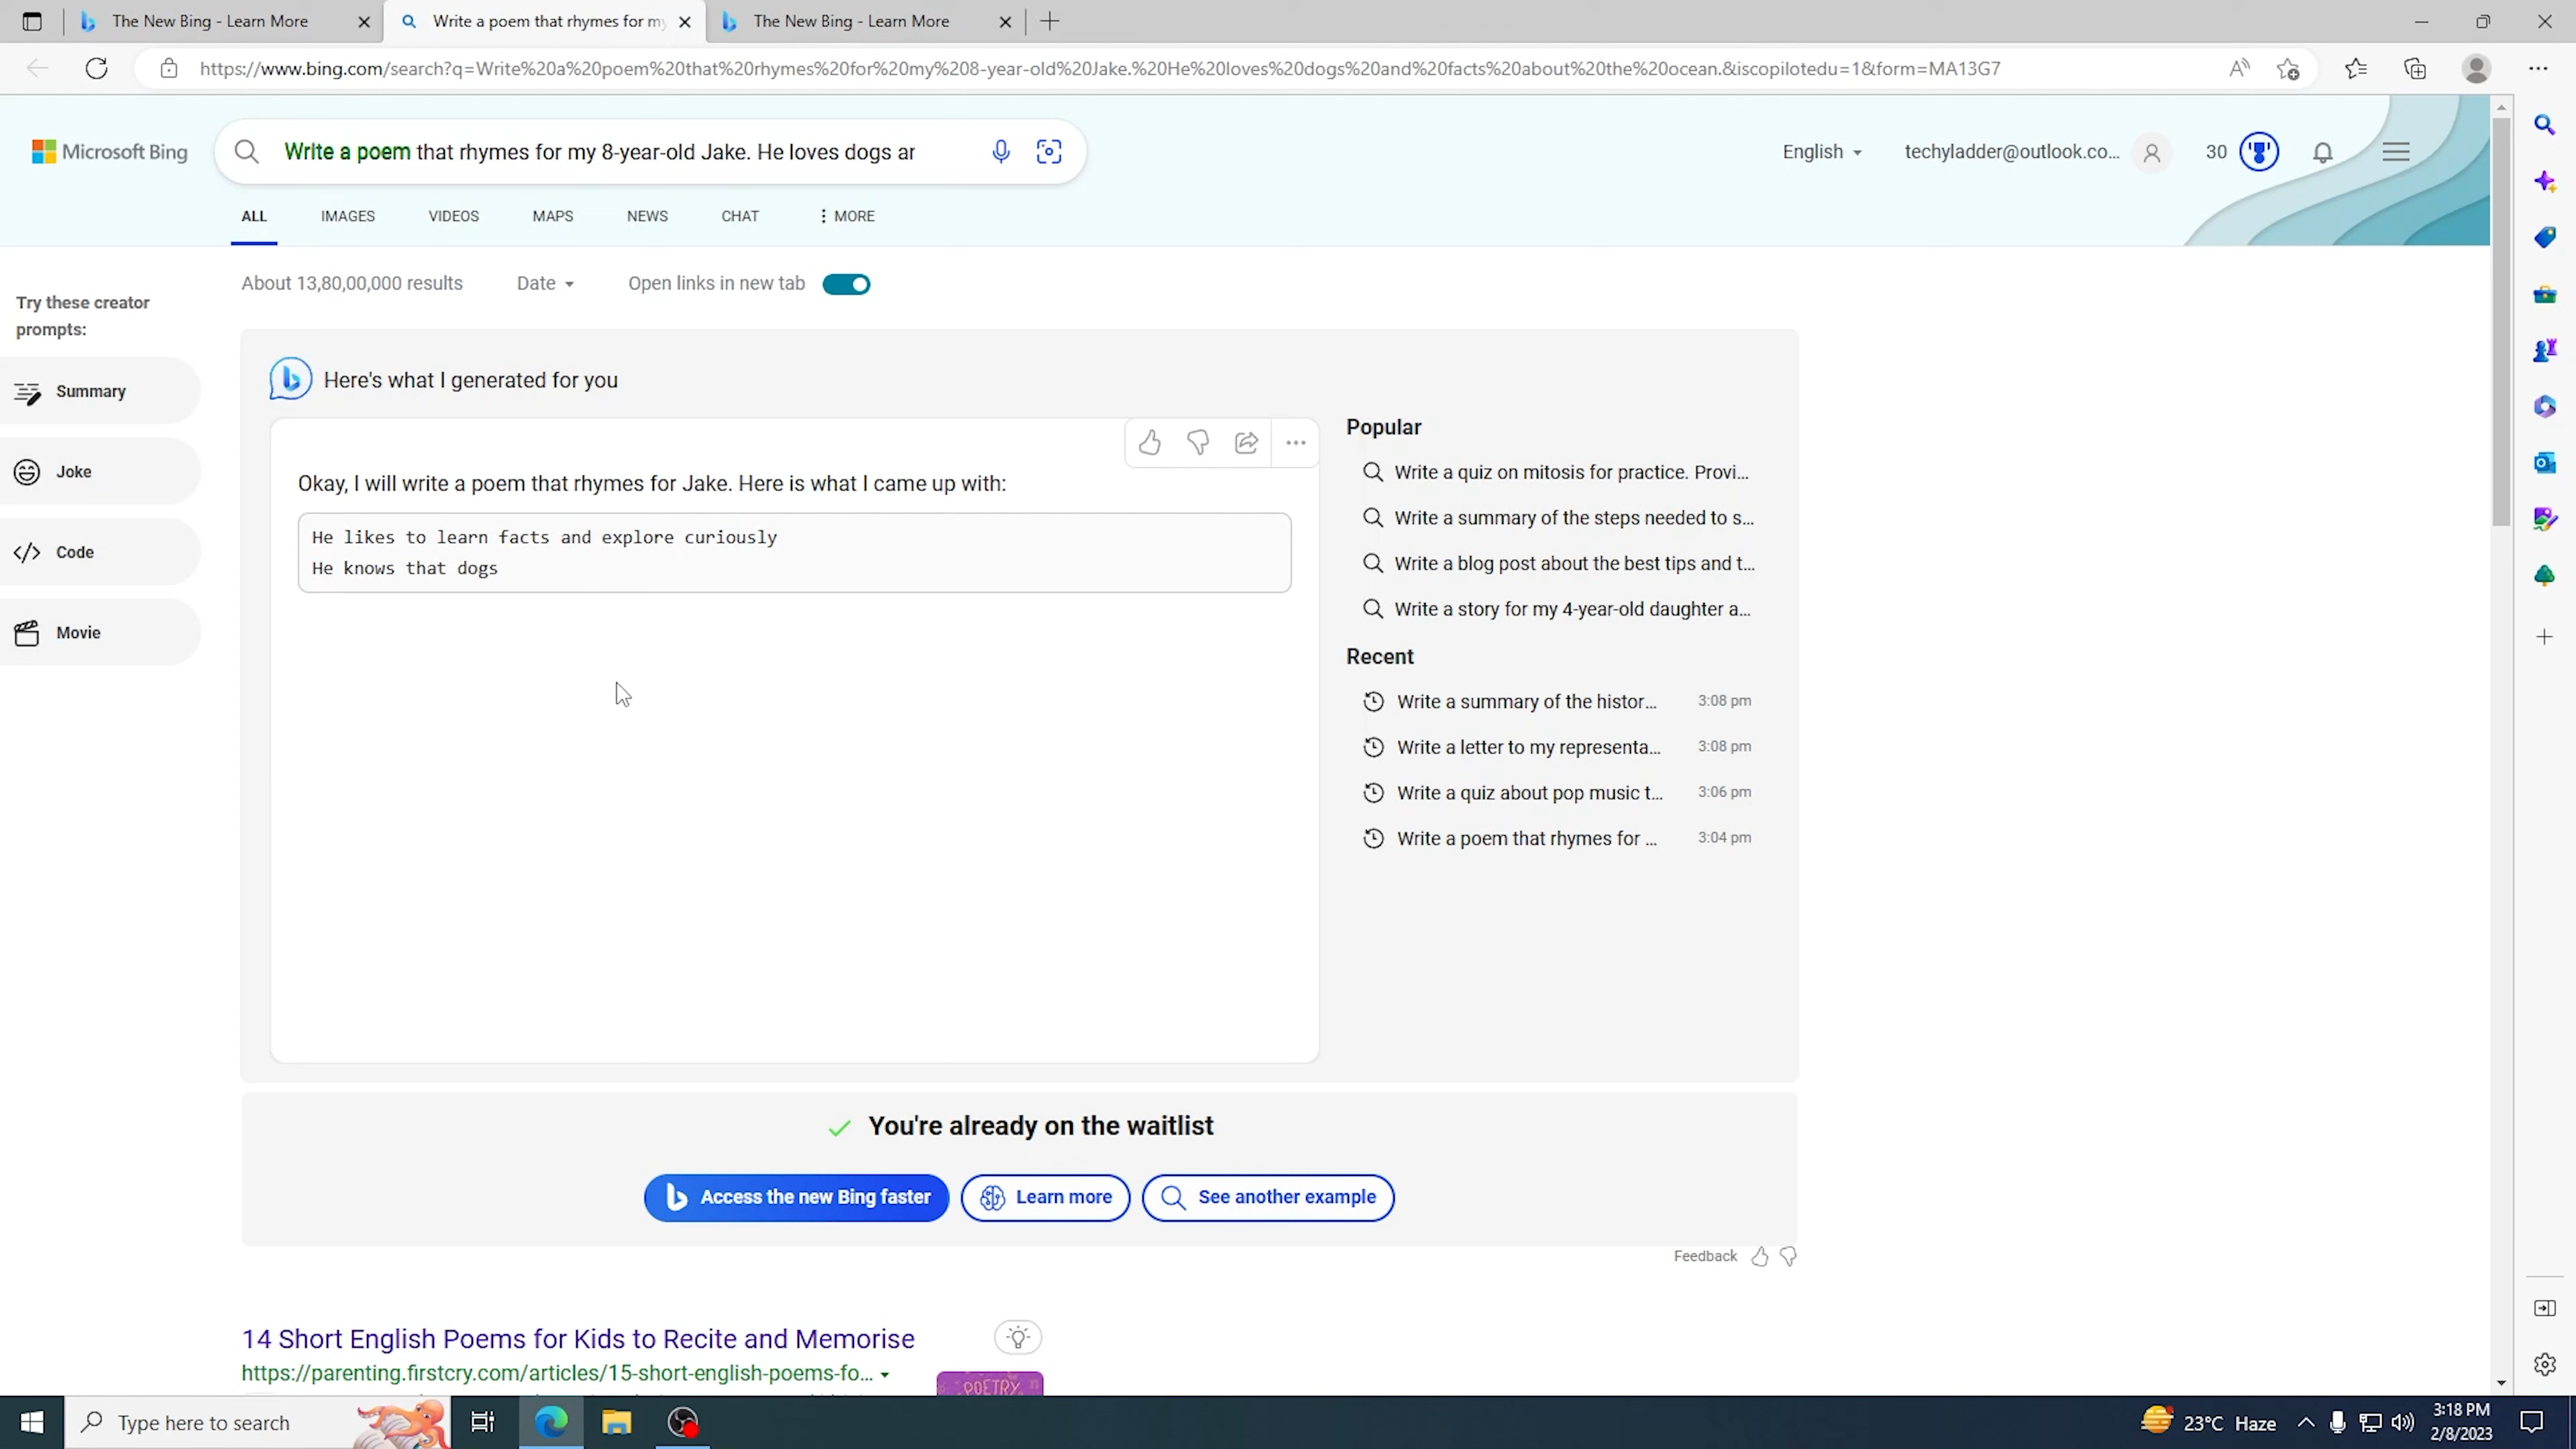 The New Bing - Learn More
Write a poem that rhymes for my
The New Bing - Learn More
https://www.bing.com/search?q=Write%20a%20poem%20that%20rhymes%20for%20my%208-year-old%20Jake.%20He%20loves%20dogs%20and%20facts%20about%20the%20ocean.&iscopilotedu=1&form=MA13G7
Microsoft Bing
Write a poem that rhymes for my 8-year-old Jake. He loves dogs ar
English
techyladder@outlook.co...
30
ALL
IMAGES
VIDEOS
MAPS
NEWS
CHAT
MORE
About 13,80,00,000 results
Date
Open links in new tab
Try these creator
prompts:
Summary
Joke
Code
Movie
Here's what I generated for you
Okay, I will write a poem that rhymes for Jake. Here is what I came up with:
He likes to learn facts and explore curiously
He knows that dogs
Popular
Write a quiz on mitosis for practice. Provi...
Write a summary of the steps needed to s...
Write a blog post about the best tips and t...
Write a story for my 4-year-old daughter a...
Recent
Write a summary of the histor... 3:08 pm
Write a letter to my representa... 3:08 pm
Write a quiz about pop music t... 3:06 pm
Write a poem that rhymes for ... 3:04 pm
You're already on the waitlist
Access the new Bing faster
Learn more
See another example
Feedback
14 Short English Poems for Kids to Recite and Memorise
https://parenting.firstcry.com/articles/15-short-english-poems-fo...
POETRY
Type here to search
23°C Haze
3:18 PM
2/8/2023